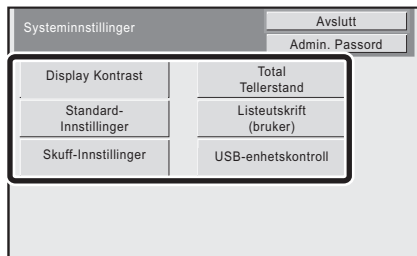 Systeminnstillinger
Avslutt
Admin. Passord
Display Kontrast
Total
Tellerstand
Standard-
Innstillinger
Listeutskrift
(bruker)
Skuff-Innstillinger
USB-enhetskontroll